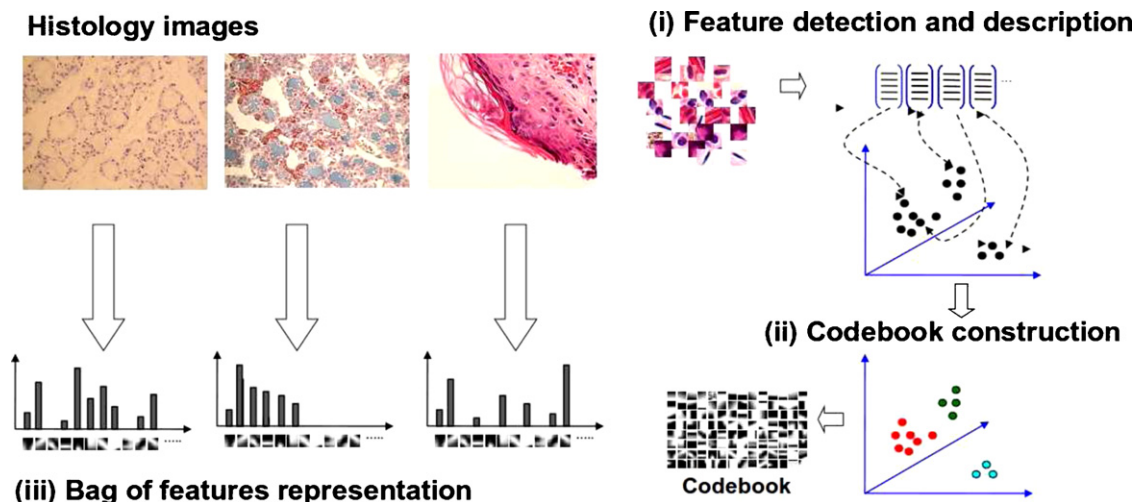 Histology images
(i) Feature detection and description
...
(ii) Codebook construction
.....
.....
.....
Codebook
(iii) Bag of features representation